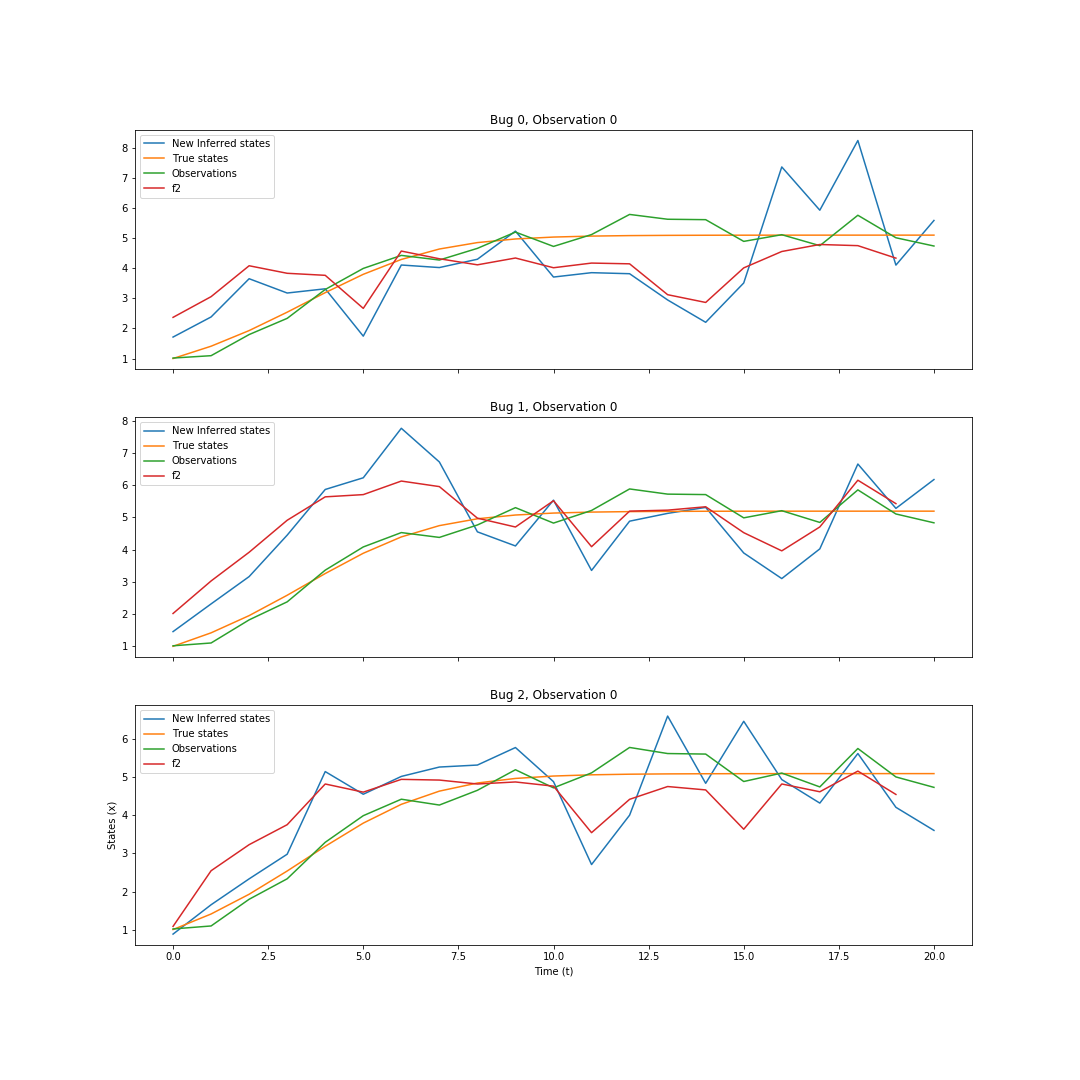 Bug 0, Observation 0
New Inferred states
True states
Observations
f2
8
7
6
5
4
3
2
1
Bug 1, Observation 0
New Inferred states
True states
Observations
f2
8
7
6
5
4
3
2
1
Bug 2, Observation 0
New Inferred states
True states
Observations
f2
6
5
4
3
2
1
States (x)
0.0 2.5 5.0 7.5 10.0 12.5 15.0 17.5 20.0
Time (t)